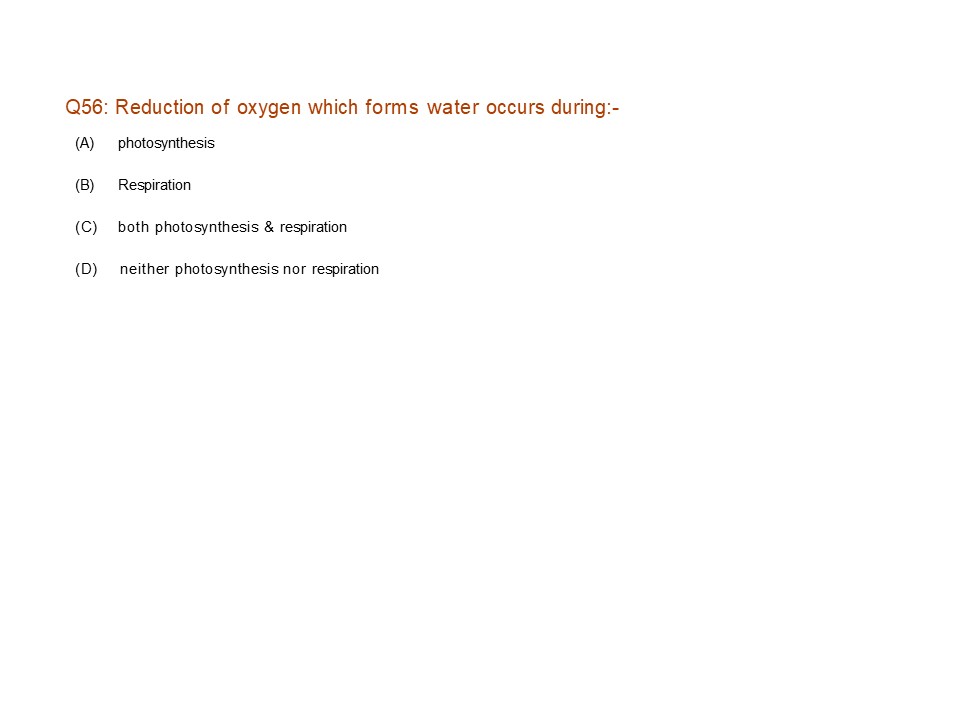 Q56: Reduction of oxygen which forms water occurs during:-
(A) photosynthesis
(B) Respiration
(C) both photosynthesis & respiration
(D) neither photosynthesis nor respiration